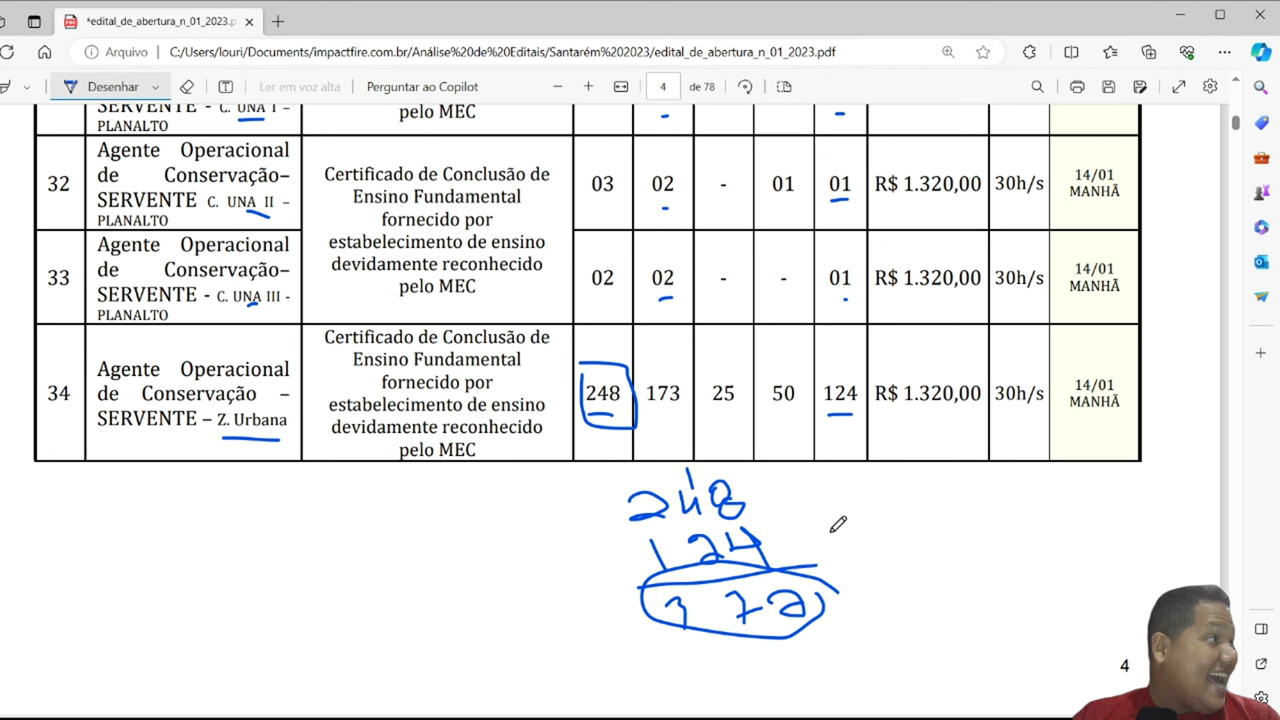 *edital_de_abertura_n_01_2023.p
Arquivo
C:/Users/louri/Documents/impactfire.com.br/Análise%20de%20Editais/Santarém%202023/edital_de_abertura_n_01_2023.pdf
Desenhar
Ler em voz alta
Perguntar ao Copilot
4
de 78
SERVENTE - C. UNA I –
PLANALTO
pelo MEC
32
Agente Operacional
de Conservação–
SERVENTE C. UNA II –
PLANALTO
Certificado de Conclusão de
Ensino Fundamental
fornecido por
estabelecimento de ensino
devidamente reconhecido
pelo MEC
03 02 - 01 01 R$ 1.320,00 30h/s 14/01
MANHÃ
33
Agente Operacional
de Conservação–
SERVENTE - C. UNA III -
PLANALTO
02 02 - - 01 R$ 1.320,00 30h/s 14/01
MANHÃ
34
Agente Operacional
de Conservação –
SERVENTE – Z. Urbana
Certificado de Conclusão de
Ensino Fundamental
fornecido por
estabelecimento de ensino
devidamente reconhecido
pelo MEC
248 173 25 50 124 R$ 1.320,00 30h/s 14/01
MANHÃ
248
124
372
4